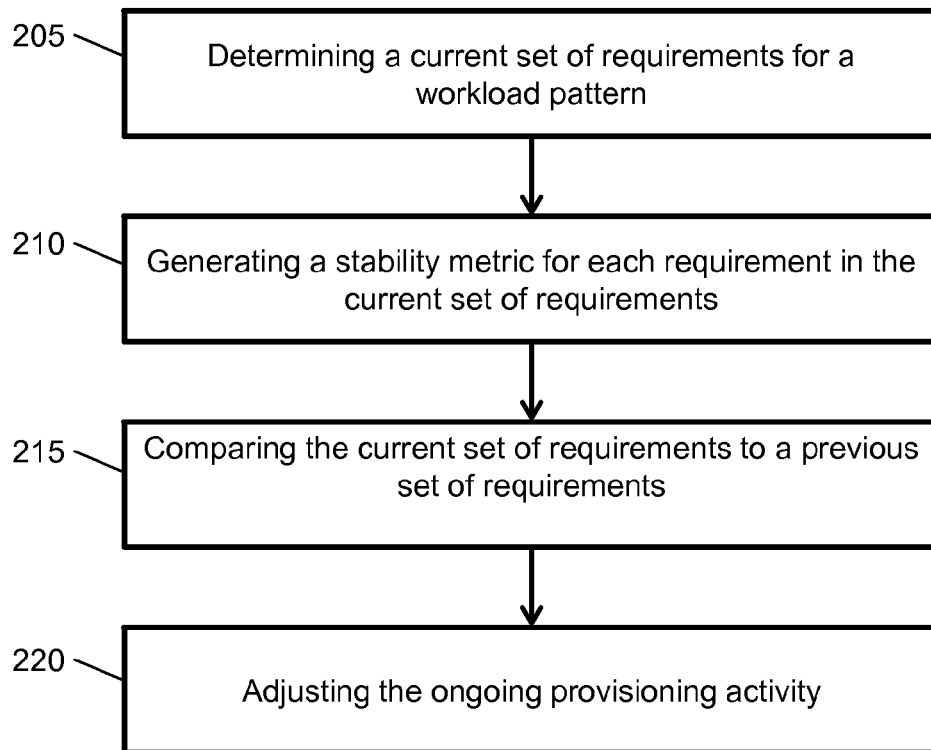 205
Determining a current set of requirements for a
workload pattern
210
Generating a stability metric for each requirement in the
current set of requirements
215
Comparing the current set of requirements to a previous
set of requirements
220
Adjusting the ongoing provisioning activity